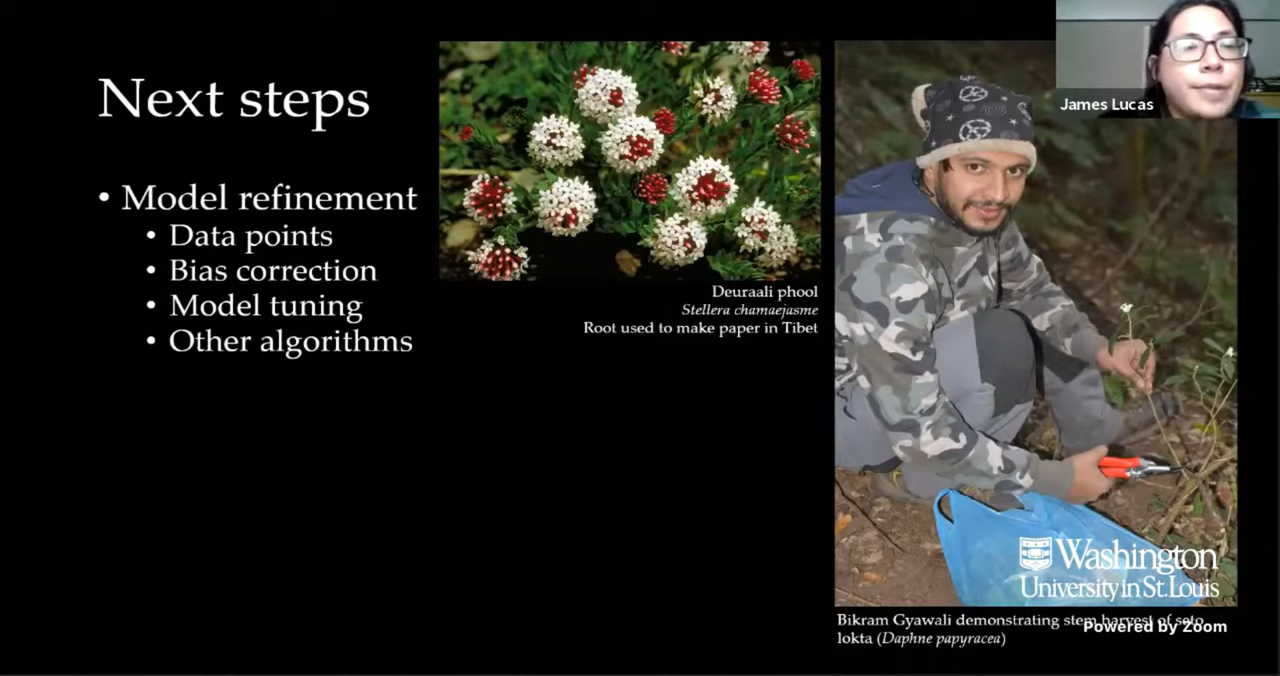 Next steps
• Model refinement
• Data points
• Bias correction
• Model tuning
• Other algorithms
Deuraali phool
Stellera chamaejasme
Root used to make paper in Tibet
James Lucas
Washington
University in St. Louis
Bikram Gyawali demonstrating stem harvest of seto
lokta (Daphne papyracea)
Powered by Zoom